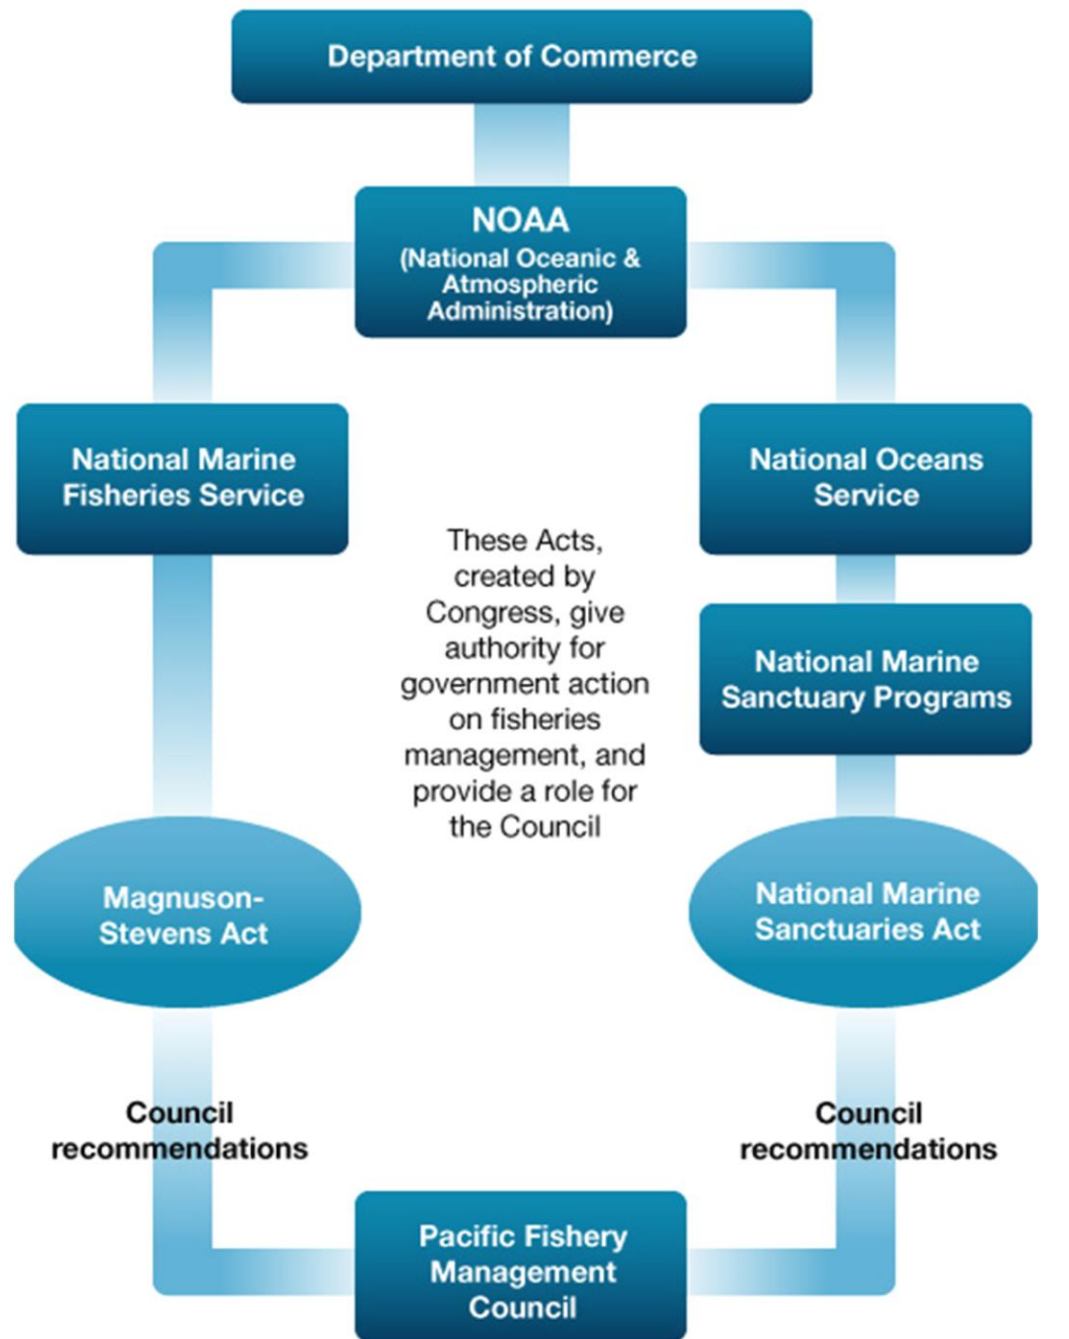 Department of Commerce
NOAA
(National Oceanic &
Atmospheric
Administration)
National Marine
Fisheries Service
National Oceans
Service
These Acts,
created by
Congress, give
authority for
government action
on fisheries
management, and
provide a role for
the Council
National Marine
Sanctuary Programs
Magnuson-
Stevens Act
National Marine
Sanctuaries Act
Council
recommendations
Council
recommendations
Pacific Fishery
Management
Council